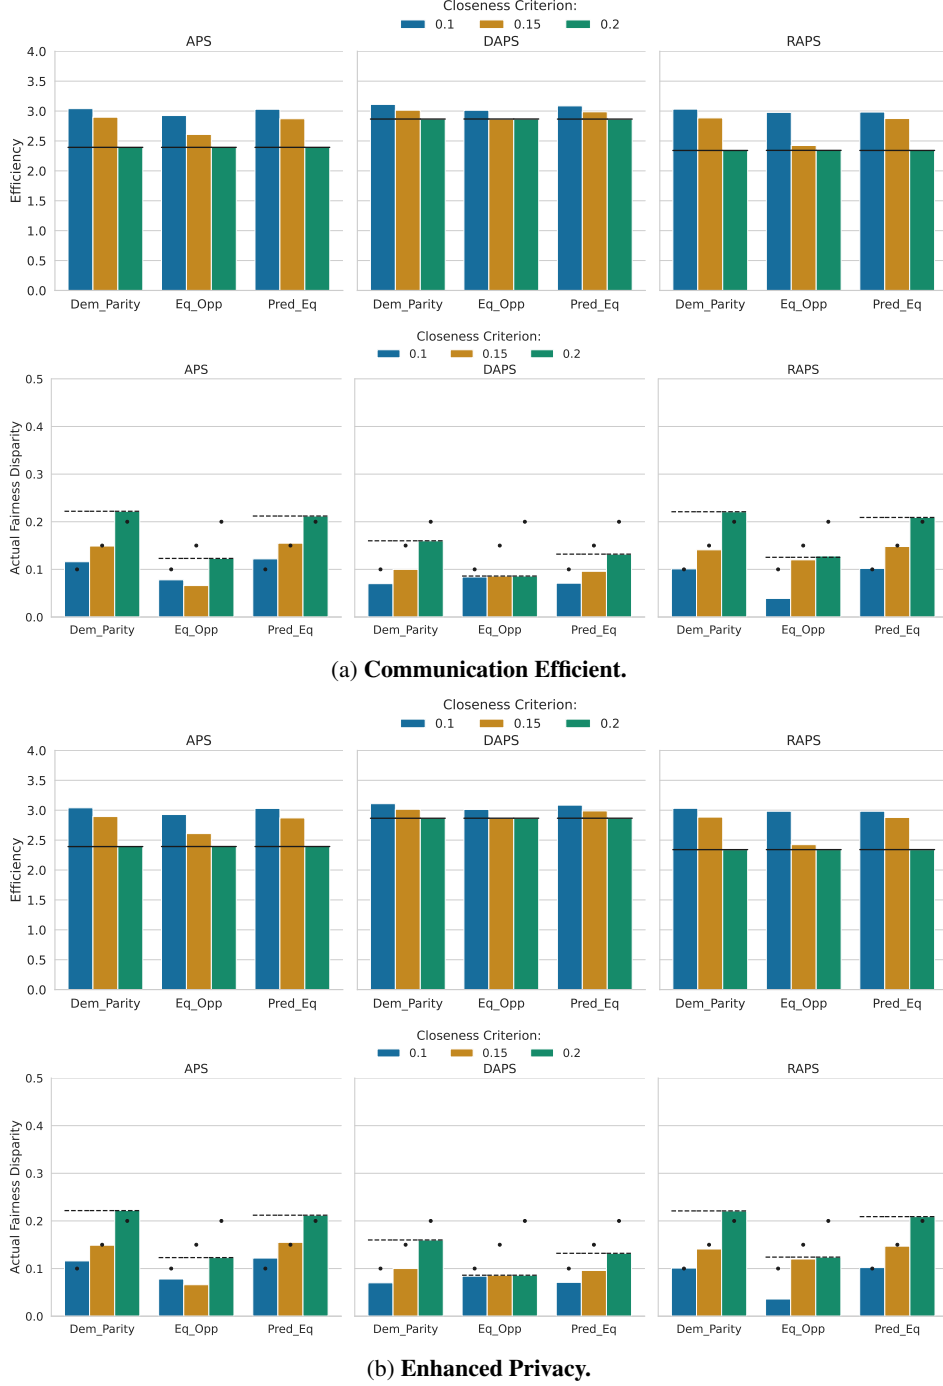 Closeness Criterion:
0.1 0.15 0.2
APS DAPS RAPS
4.0
3.5
3.0
2.5
2.0
1.5
1.0
0.5
0.0
Efficiency
Dem_Parity Eq_Opp Pred_Eq Dem_Parity Eq_Opp Pred_Eq Dem_Parity Eq_Opp Pred_Eq
Closeness Criterion:
0.1 0.15 0.2
APS DAPS RAPS
0.5
0.4
0.3
0.2
0.1
0.0
Actual Fairness Disparity
Dem_Parity Eq_Opp Pred_Eq Dem_Parity Eq_Opp Pred_Eq Dem_Parity Eq_Opp Pred_Eq
(a) Communication Efficient.
Closeness Criterion:
0.1 0.15 0.2
APS DAPS RAPS
4.0
3.5
3.0
2.5
2.0
1.5
1.0
0.5
0.0
Efficiency
Dem_Parity Eq_Opp Pred_Eq Dem_Parity Eq_Opp Pred_Eq Dem_Parity Eq_Opp Pred_Eq
Closeness Criterion:
0.1 0.15 0.2
APS DAPS RAPS
0.5
0.4
0.3
0.2
0.1
0.0
Actual Fairness Disparity
Dem_Parity Eq_Opp Pred_Eq Dem_Parity Eq_Opp Pred_Eq Dem_Parity Eq_Opp Pred_Eq
(b) Enhanced Privacy.